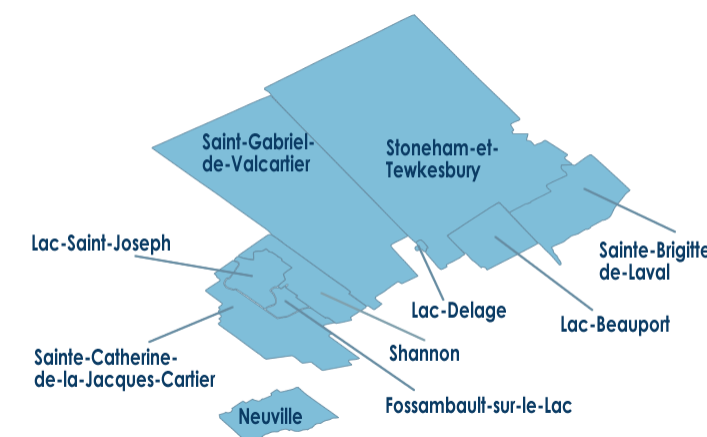 Saint-Gabriel-
de-Valcartier
Stoneham-et-
Tewkesbury
Lac-Saint-Joseph
Sainte-Brigitte
de-Laval
Lac-Delage
Lac-Beauport
Shannon
Sainte-Catherine-
de-la-Jacques-Cartier
Fossambault-sur-le-Lac
Neuville